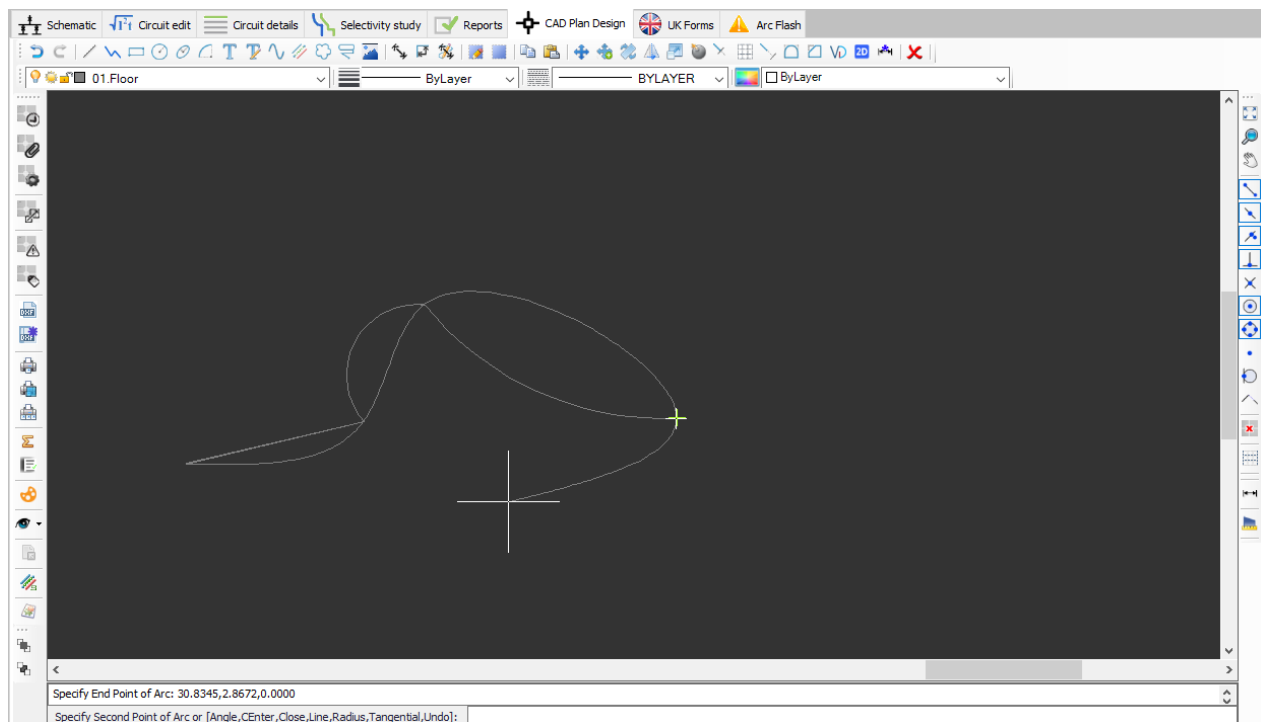 Schematic Circuit edit Circuit details Selectivity study Reports CAD Plan Design UK Forms Arc Flash
01.Floor ByLayer BYLAYER ByLayer
Specify End Point of Arc: 30.8345,2.8672,0.0000
Specify Second Point of Arc or [Angle,CEnter,Close,Line,Radius,Tangential,Undo]: